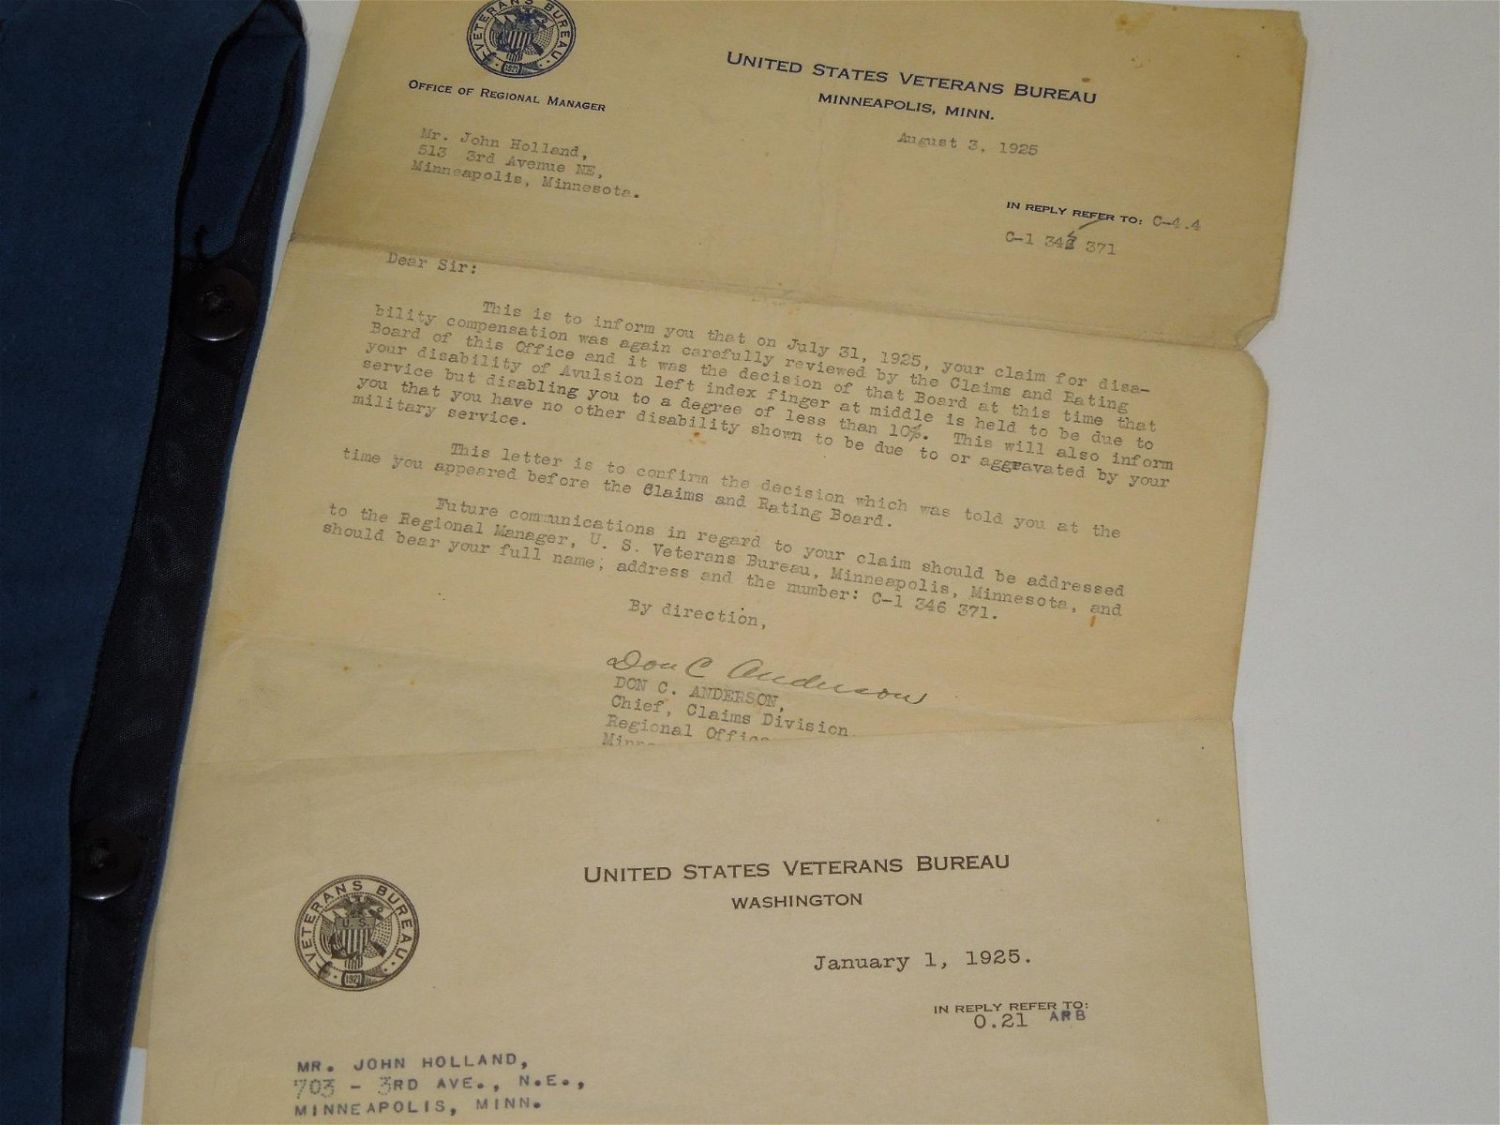 VETERANS BUREAU
1921
OFFICE OF REGIONAL MANAGER
UNITED STATES VETERANS BUREAU
MINNEAPOLIS, MINN.
August 3, 1925
Mr. John Holland,
513 3rd Avenue NE,
Minneapolis, Minnesota.
IN REPLY REFER TO: C-4.4
C-1 346 371
Dear Sir:
This is to inform you that on July 31, 1925, your claim for disa-
bility compensation was again carefully reviewed by the Claims and Rating
Board of this Office and it was the decision of that Board at this time that
your disability of Avulsion left index finger at middle is held to be due to
service but disabling you to a degree of less than 10%. This will also inform
you that you have no other disability shown to be due to or aggravated by your
military service.
This letter is to confirm the decision which was told you at the
time you appeared before the Claims and Rating Board.
Future communications in regard to your claim should be addressed
to the Regional Manager, U. S. Veterans Bureau, Minneapolis, Minnesota, and
should bear your full name, address and the number: C-1 346 371.
By direction,
Don C Anderson
DON C. ANDERSON,
Chief, Claims Division
Regional Office
VETERANS BUREAU
U.S.
1921
UNITED STATES VETERANS BUREAU
WASHINGTON
January 1, 1925.
IN REPLY REFER TO:
0.21 ARB
MR. JOHN HOLLAND,
703 - 3RD AVE., N.E.,
MINNEAPOLIS, MINN.